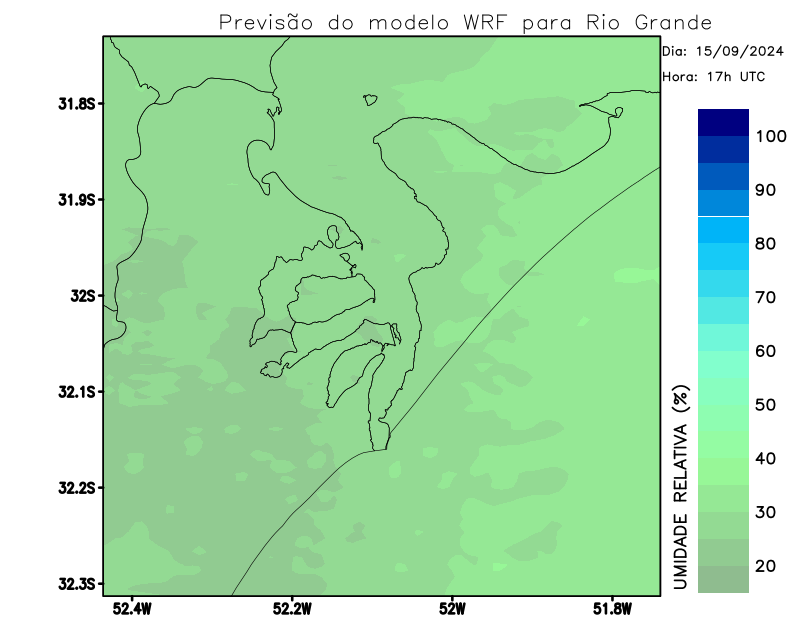 Previsão do modelo WRF para Rio Grande
Dia: 15/09/2024
Hora: 17h UTC
31.8S
31.9S
32S
32.1S
32.2S
32.3S
52.4W
52.2W
52W
51.8W
UMIDADE RELATIVA (%)
100
90
80
70
60
50
40
30
20